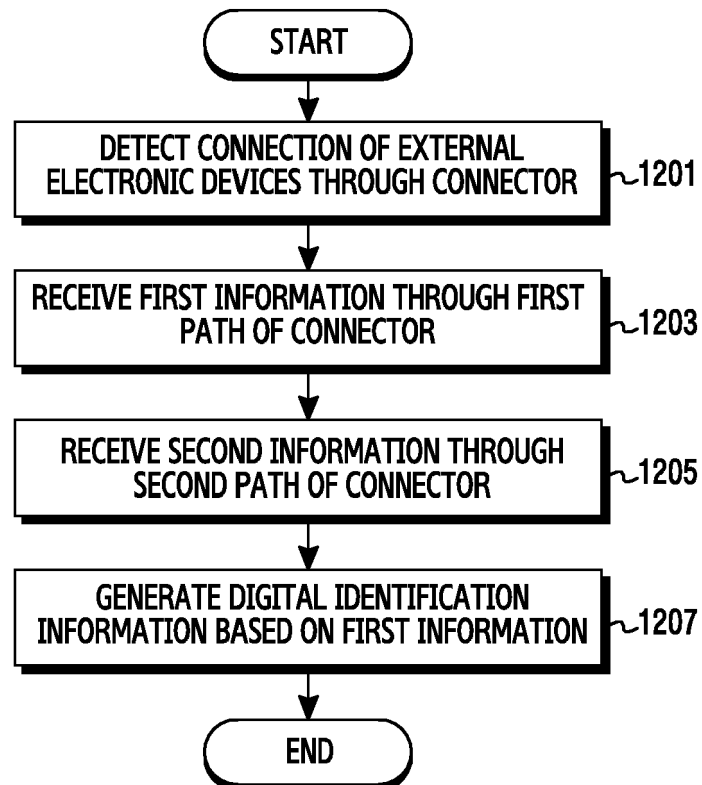 START
DETECT CONNECTION OF EXTERNAL
ELECTRONIC DEVICES THROUGH CONNECTOR
1201
RECEIVE FIRST INFORMATION THROUGH FIRST
PATH OF CONNECTOR
1203
RECEIVE SECOND INFORMATION THROUGH
SECOND PATH OF CONNECTOR
1205
GENERATE DIGITAL IDENTIFICATION
INFORMATION BASED ON FIRST INFORMATION
1207
END